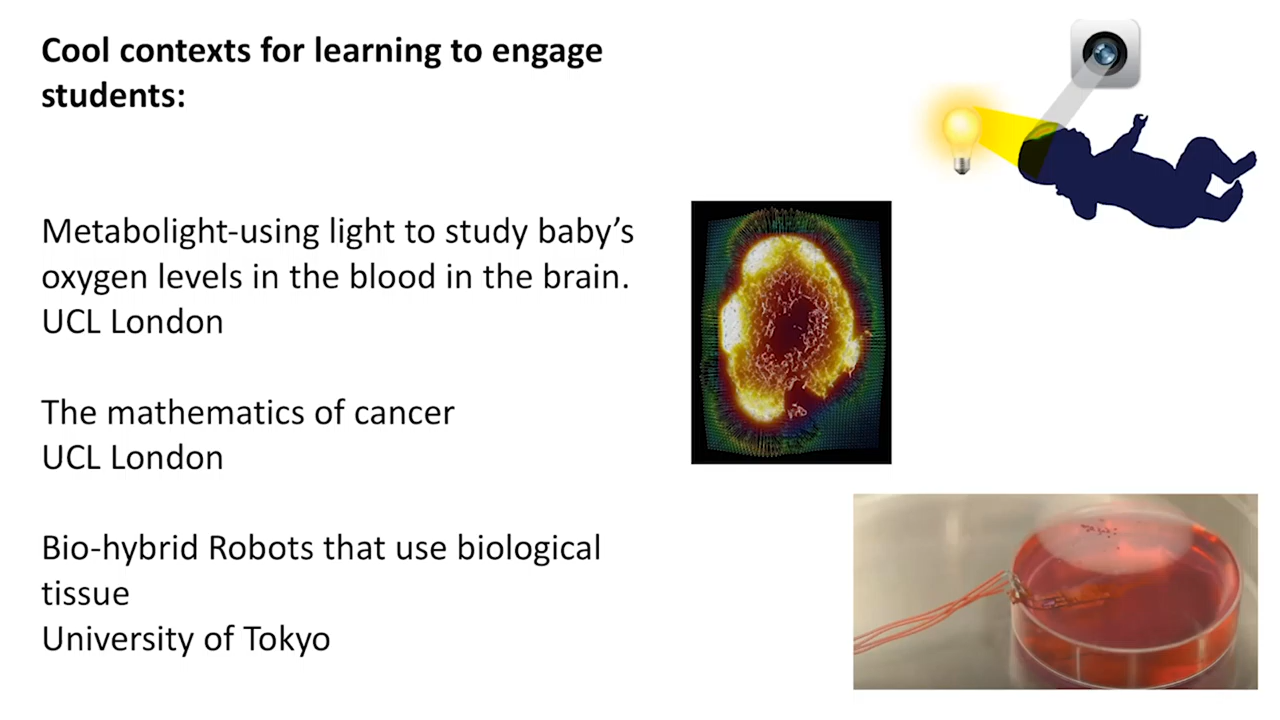 Cool contexts for learning to engage
students:
Metabolight-using light to study baby’s
oxygen levels in the blood in the brain.
UCL London
The mathematics of cancer
UCL London
Bio-hybrid Robots that use biological
tissue
University of Tokyo